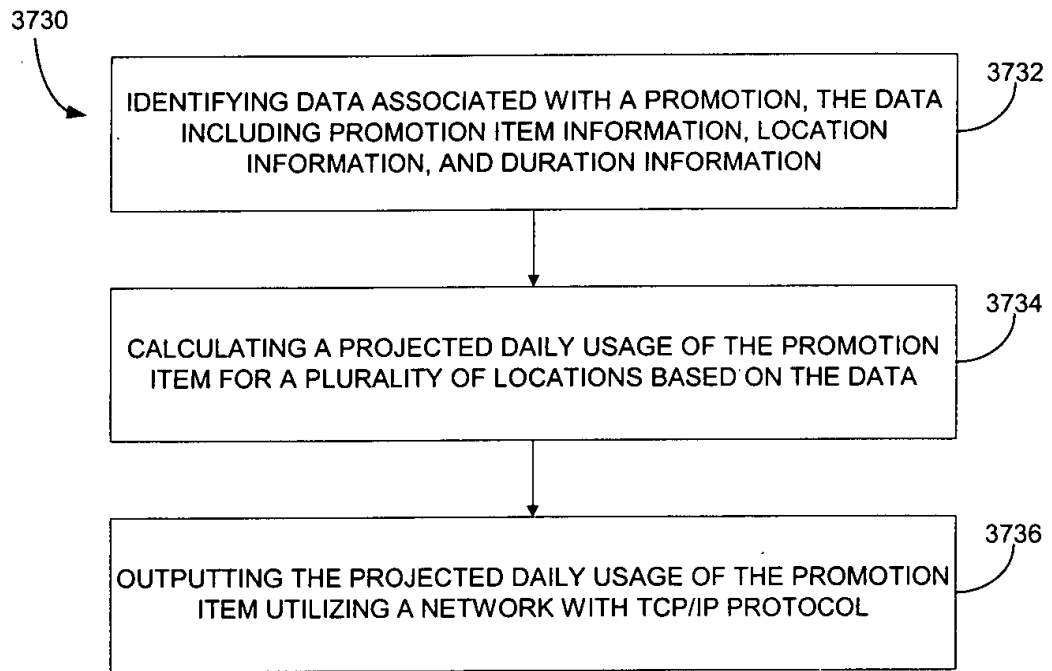 3730
3732
IDENTIFYING DATA ASSOCIATED WITH A PROMOTION, THE DATA
INCLUDING PROMOTION ITEM INFORMATION, LOCATION
INFORMATION, AND DURATION INFORMATION
3734
CALCULATING A PROJECTED DAILY USAGE OF THE PROMOTION
ITEM FOR A PLURALITY OF LOCATIONS BASED ON THE DATA
3736
OUTPUTTING THE PROJECTED DAILY USAGE OF THE PROMOTION
ITEM UTILIZING A NETWORK WITH TCP/IP PROTOCOL